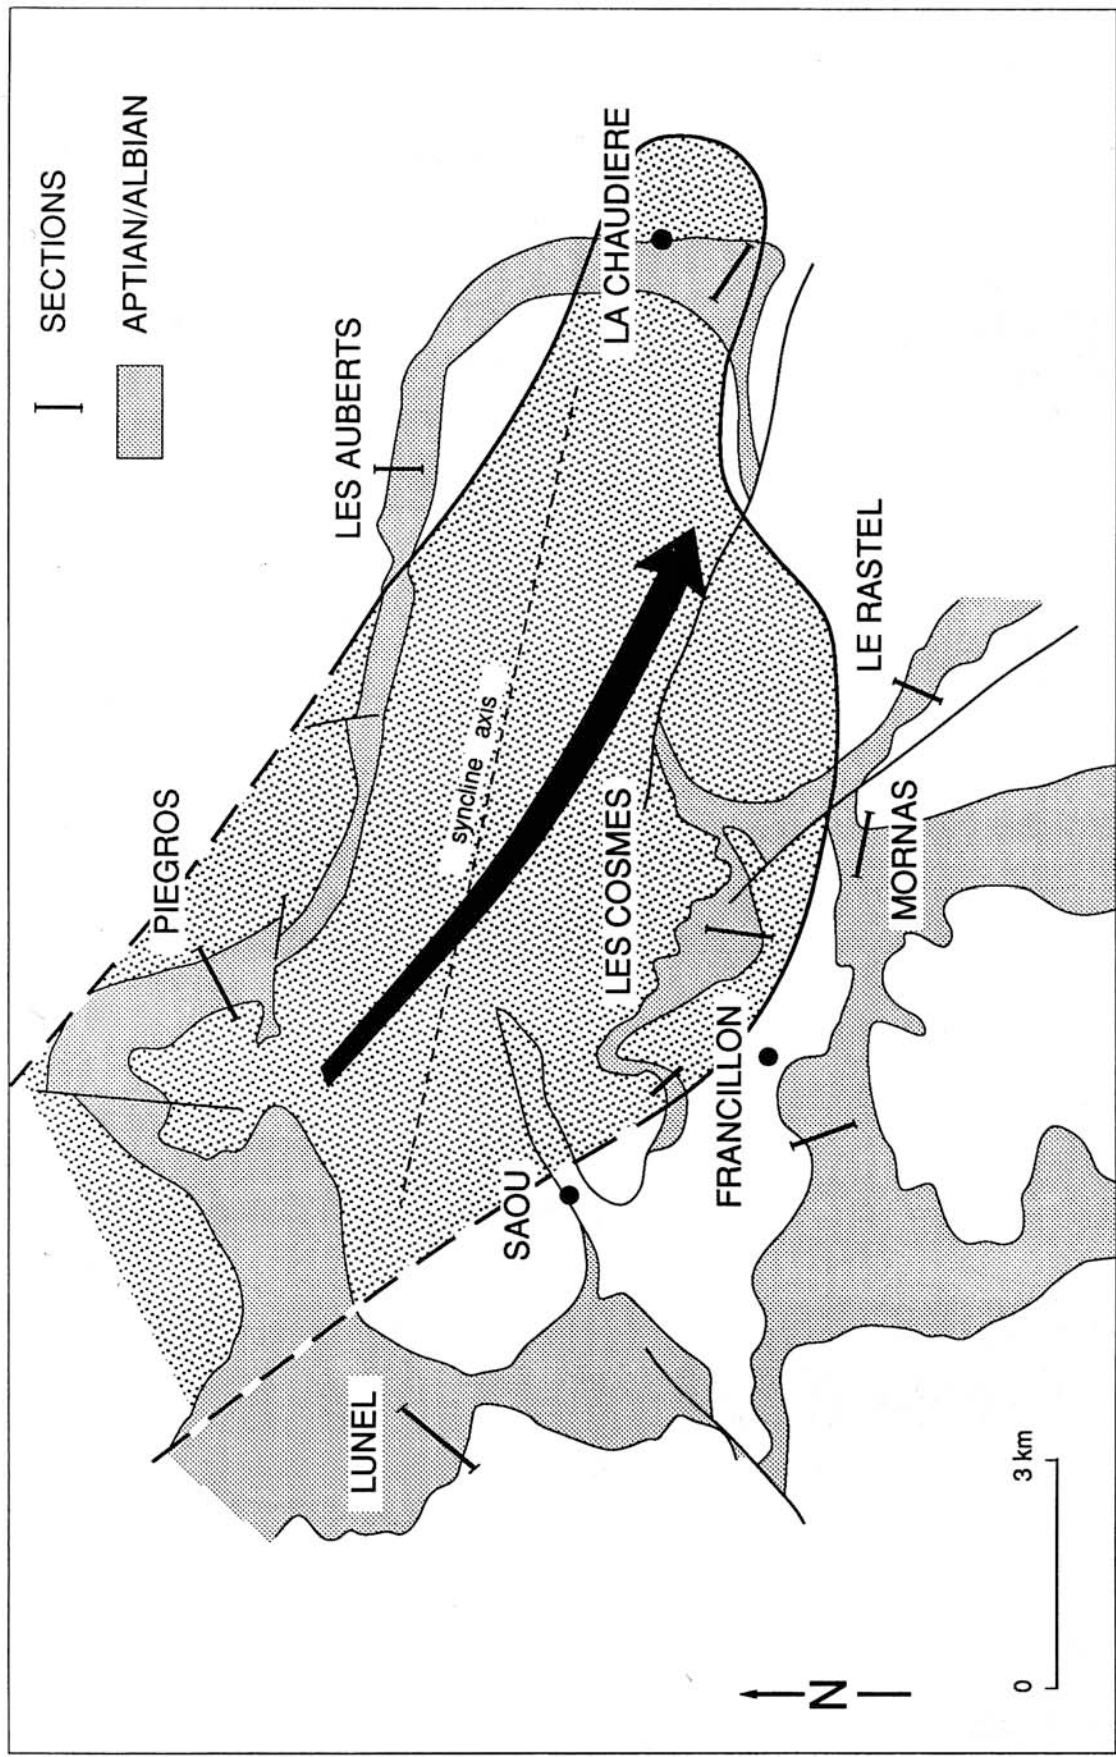 SECTIONS
APTIAN/ALBIAN
LA CHAUDIERE
LES AUBERTS
PIEGROS
syncline axis
LE RASTEL
LES COSMES
MORNAS
FRANCILLON
SAOU
LUNEL
N
0 3 km